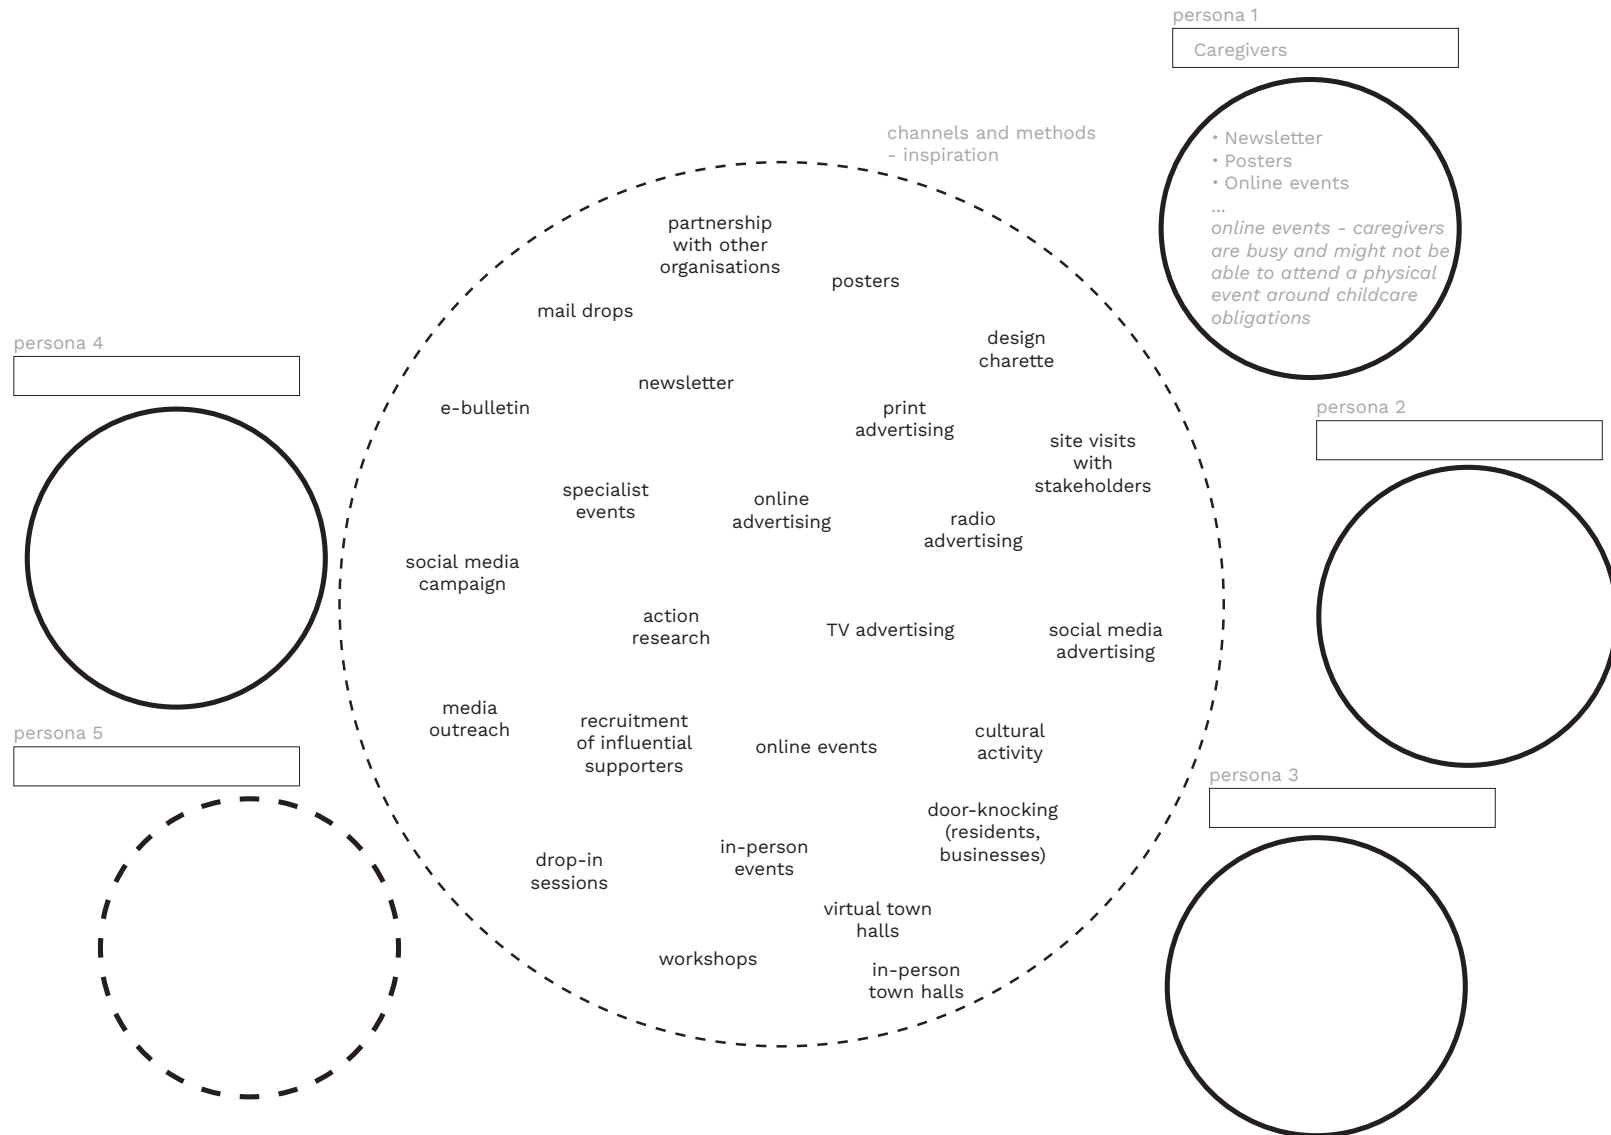 persona 1
Caregivers
• Newsletter
• Posters
• Online events
...
online events - caregivers
are busy and might not be
able to attend a physical
event around childcare
obligations
channels and methods
- inspiration
partnership
with other
organisations
posters
mail drops
design
charette
newsletter
e-bulletin
print
advertising
site visits
with
stakeholders
specialist
events
online
advertising
radio
advertising
social media
campaign
action
research
TV advertising
social media
advertising
media
outreach
recruitment
of influential
supporters
online events
cultural
activity
door-knocking
(residents,
businesses)
drop-in
sessions
in-person
events
virtual town
halls
workshops
in-person
town halls
persona 2
persona 3
persona 4
persona 5